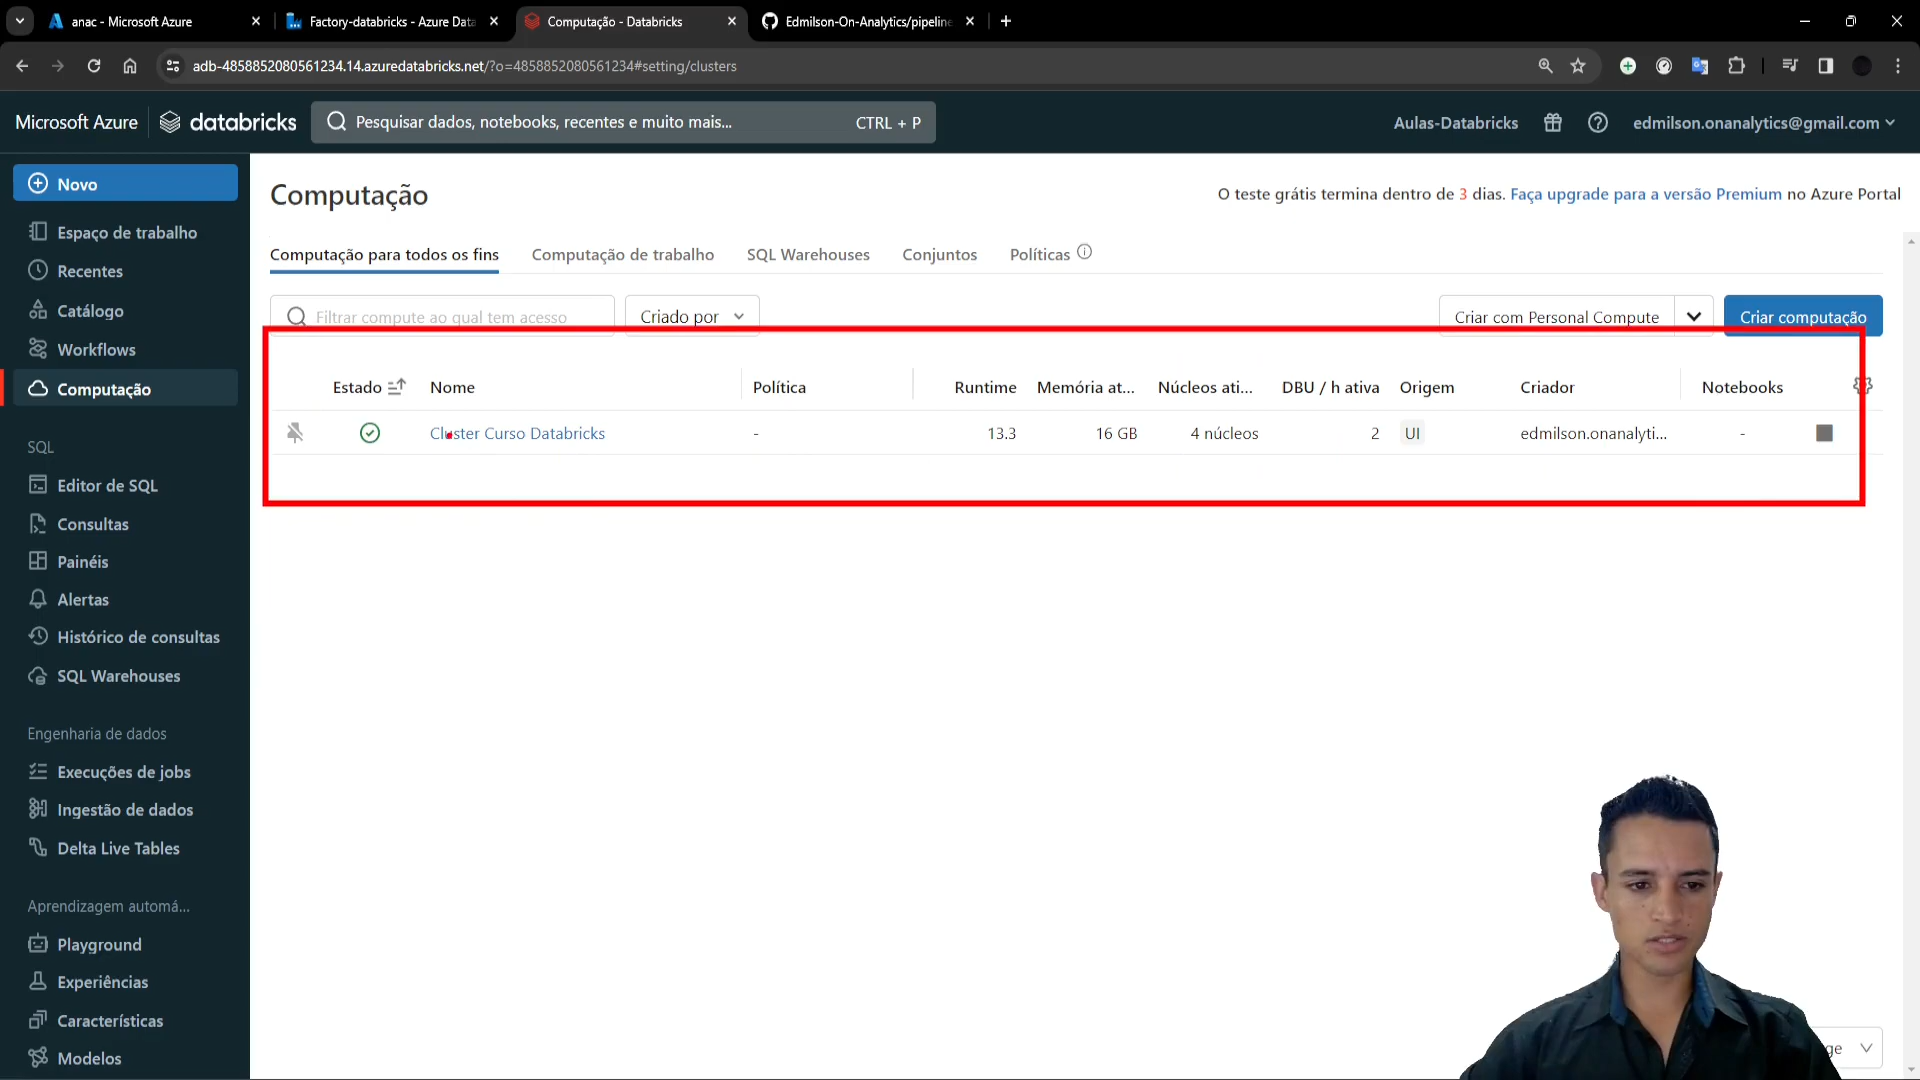 anac - Microsoft Azure
Factory-databricks - Azure Data
Computação - Databricks
Edmilson-On-Analytics/pipeline
adb-4858852080561234.14.azuredatabricks.net/?o=4858852080561234#setting/clusters
Microsoft Azure
databricks
Pesquisar dados, notebooks, recentes e muito mais...
CTRL + P
Aulas-Databricks
edmilson.onanalytics@gmail.com
Novo
Espaço de trabalho
Recentes
Catálogo
Workflows
Computação
SQL
Editor de SQL
Consultas
Painéis
Alertas
Histórico de consultas
SQL Warehouses
Engenharia de dados
Execuções de jobs
Ingestão de dados
Delta Live Tables
Aprendizagem automá...
Playground
Experiências
Características
Modelos
Computação
O teste grátis termina dentro de 3 dias. Faça upgrade para a versão Premium no Azure Portal
Computação para todos os fins
Computação de trabalho
SQL Warehouses
Conjuntos
Políticas
Filtrar compute ao qual tem acesso
Criado por
Criar com Personal Compute
Criar computação
Estado
Nome
Política
Runtime
Memória at...
Núcleos ati...
DBU / h ativa
Origem
Criador
Notebooks
Cluster Curso Databricks
-
13.3
16 GB
4 núcleos
2
UI
edmilson.onanalyti...
-